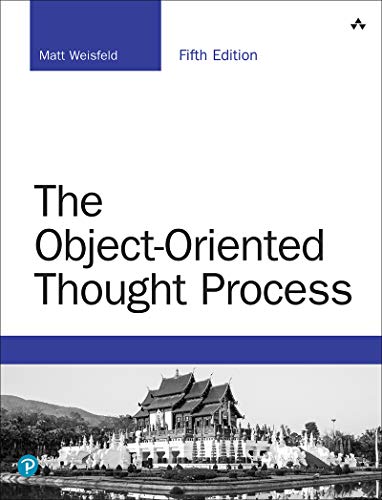 Matt Weisfeld
Fifth Edition
The
Object-Oriented
Thought Process
P